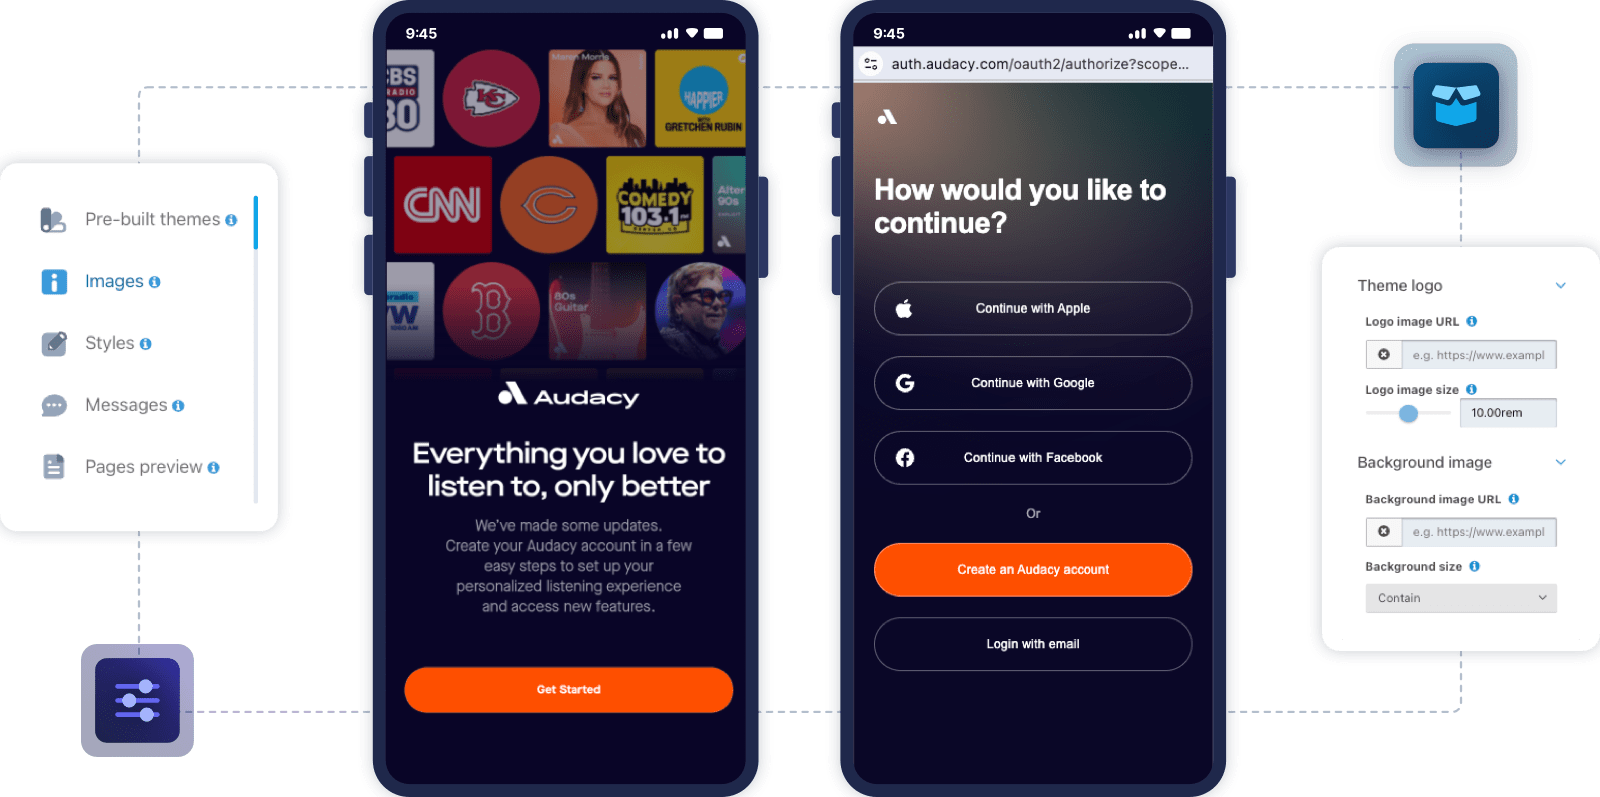 Pre-built themes
Images
Styles
Messages
Pages preview
9:45
CBS
RADIO
80
KC
Maren Morris
HAPPIER
WITH
GRETCHEN RUBIN
CNN
C
COMEDY
103.1 FM
DENVER, CO
Alter
90s
radio
1080 AM
B
80s
Guitar
Audacy
Everything you love to
listen to, only better
We've made some updates.
Create your Audacy account in a few
easy steps to set up your
personalized listening experience
and access new features.
Get Started
9:45
auth.audacy.com/oauth2/authorize?scope...
How would you like to
continue?
Continue with Apple
G
Continue with Google
Continue with Facebook
Or
Create an Audacy account
Login with email
Theme logo
Logo image URL
e.g. https://www.exampl
Logo image size
10.00rem
Background image
Background image URL
e.g. https://www.exampl
Background size
Contain